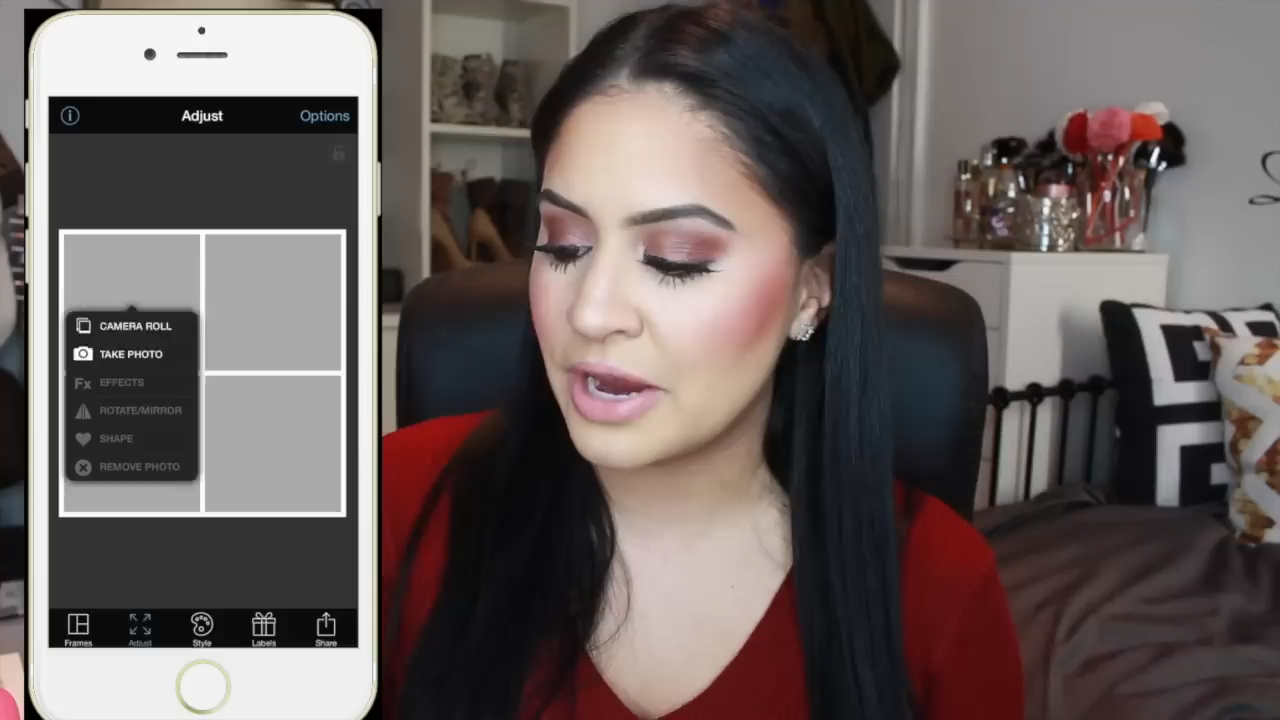 Adjust
Options
CAMERA ROLL
TAKE PHOTO
Fx EFFECTS
ROTATE/MIRROR
SHAPE
REMOVE PHOTO
Frames
Adjust
Style
Labels
Share